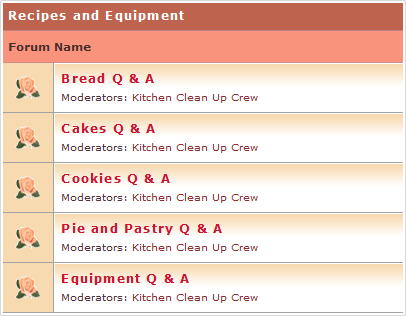 Recipes and Equipment
Forum Name
Bread Q & A
Moderators: Kitchen Clean Up Crew
Cakes Q & A
Moderators: Kitchen Clean Up Crew
Cookies Q & A
Moderators: Kitchen Clean Up Crew
Pie and Pastry Q & A
Moderators: Kitchen Clean Up Crew
Equipment Q & A
Moderators: Kitchen Clean Up Crew